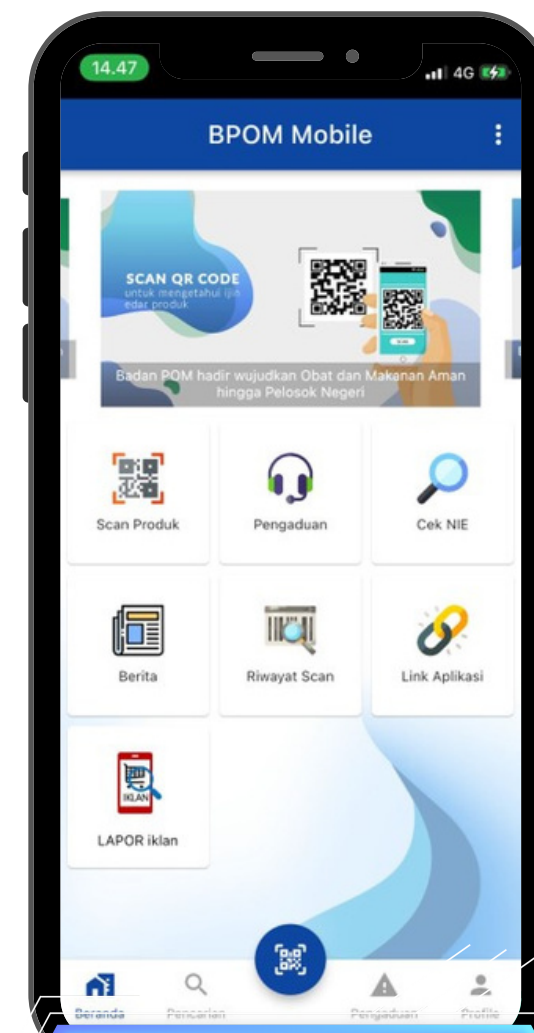 14.47
4G
BPOM Mobile
SCAN QR CODE
untuk mengetahui ijin
edar produk
Badan POM hadir wujudkan Obat dan Makanan Aman
hingga Pelosok Negeri
Scan Produk
Pengaduan
Cek NIE
Berita
Riwayat Scan
Link Aplikasi
IKLAN
LAPOR iklan
Beranda
Pencarian
Pengaduan
Profile